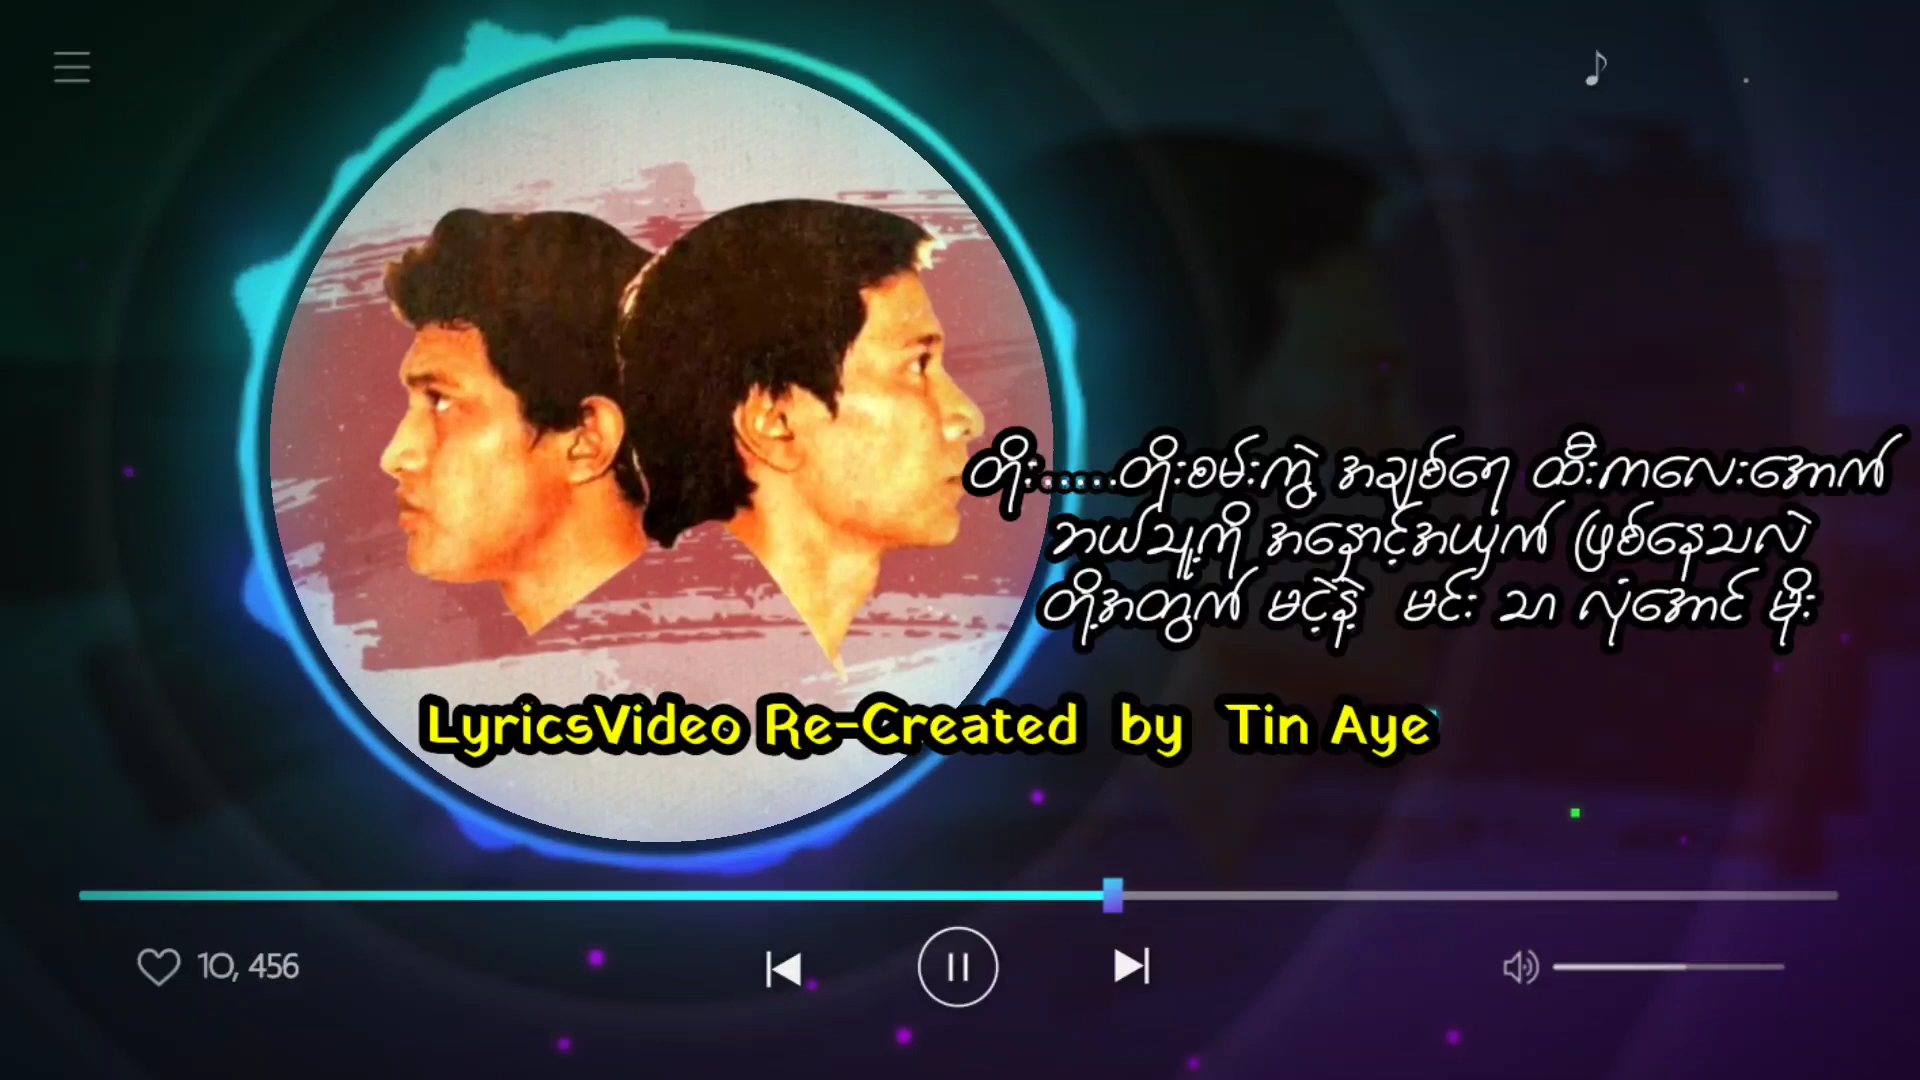 တိုး.....တိုးစမ်းကွဲ့ အချစ်ရေ ထီးကလေးအောက်
ဘယ်သူ့ကို အနှောင့်အယှက် ဖြစ်နေသလဲ
တို့အတွက် မင့်နဲ့ မင်း သာ လုံအောင် မိုး
LyricsVideo Re-Created by Tin Aye
10, 456